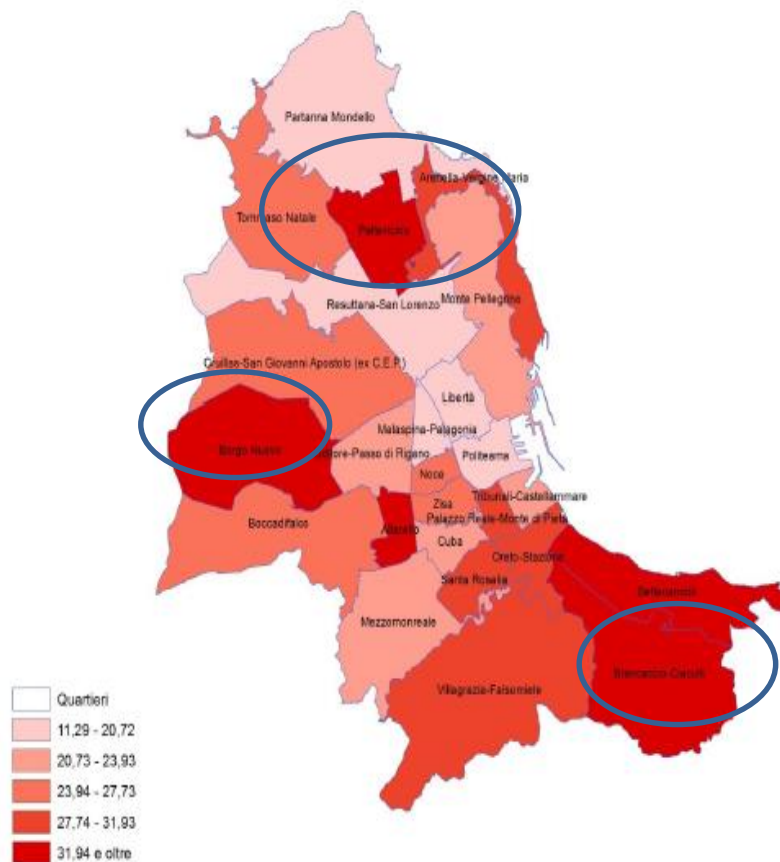 Partanna Mondello
Arenella-Vergine Maria
Tommaso Natale
Pallavicino
Resuttana-San Lorenzo
Monte Pellegrino
Cruillas-San Giovanni Apostolo (ex C.E.P.)
Libertà
Malaspina-Palagonia
Borgo Nuovo
Passo di Rigano
Politeama
Noce
Tribunali-Castellammare
Zisa
Palazzo Reale-Monte di Pietà
Altarello
Boccadifalco
Cuba
Oreto-Stazione
Settecannoli
Santa Rosalia
Mezzomonreale
Brancaccio-Ciaculli
Villagrazia-Falsomiele
Quartieri
11,29 - 20,72
20,73 - 23,93
23,94 - 27,73
27,74 - 31,93
31,94 e oltre